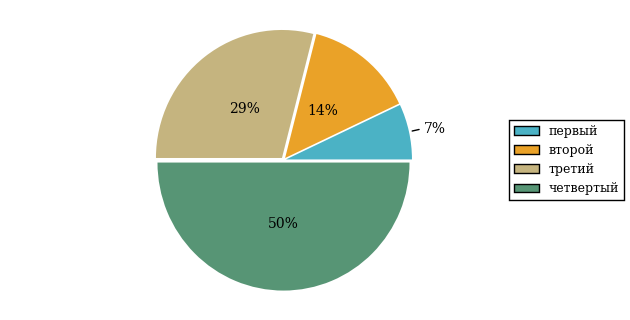 29%
14%
7%
50%
первый
второй
третий
четвертый